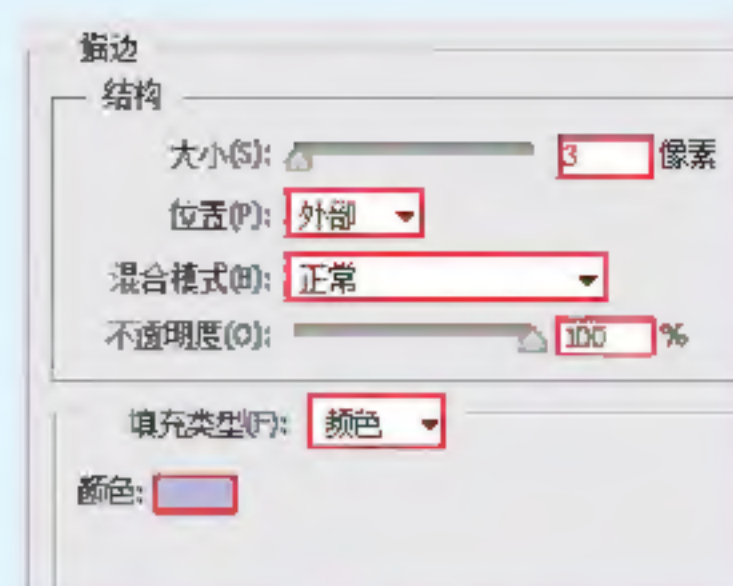 描边
结构
大小(S): 3 像素
位置(P): 外部
混合模式(B): 正常
不透明度(O): 100 %
填充类型(F): 颜色
颜色: